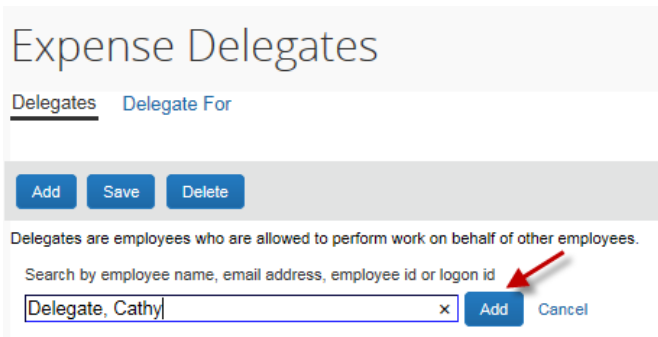 Expense Delegates
Delegates Delegate For
Add Save Delete
Delegates are employees who are allowed to perform work on behalf of other employees.
Search by employee name, email address, employee id or logon id
Delegate, Cathy × Add Cancel